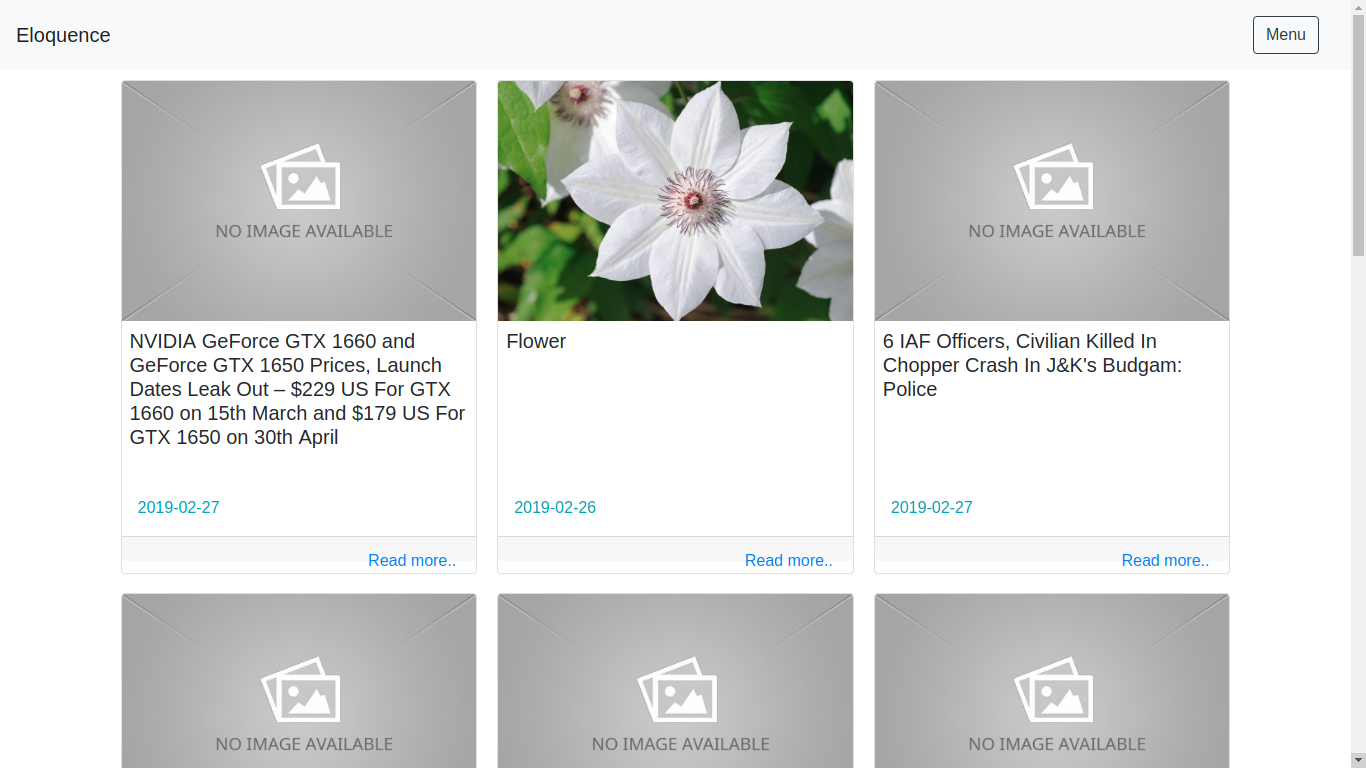 Eloquence
Menu
NO IMAGE AVAILABLE
NO IMAGE AVAILABLE
NVIDIA GeForce GTX 1660 and
GeForce GTX 1650 Prices, Launch
Dates Leak Out – $229 US For GTX
1660 on 15th March and $179 US For
GTX 1650 on 30th April
2019-02-27
Read more..
Flower
2019-02-26
Read more..
6 IAF Officers, Civilian Killed In
Chopper Crash In J&K's Budgam:
Police
2019-02-27
Read more..
NO IMAGE AVAILABLE
NO IMAGE AVAILABLE
NO IMAGE AVAILABLE